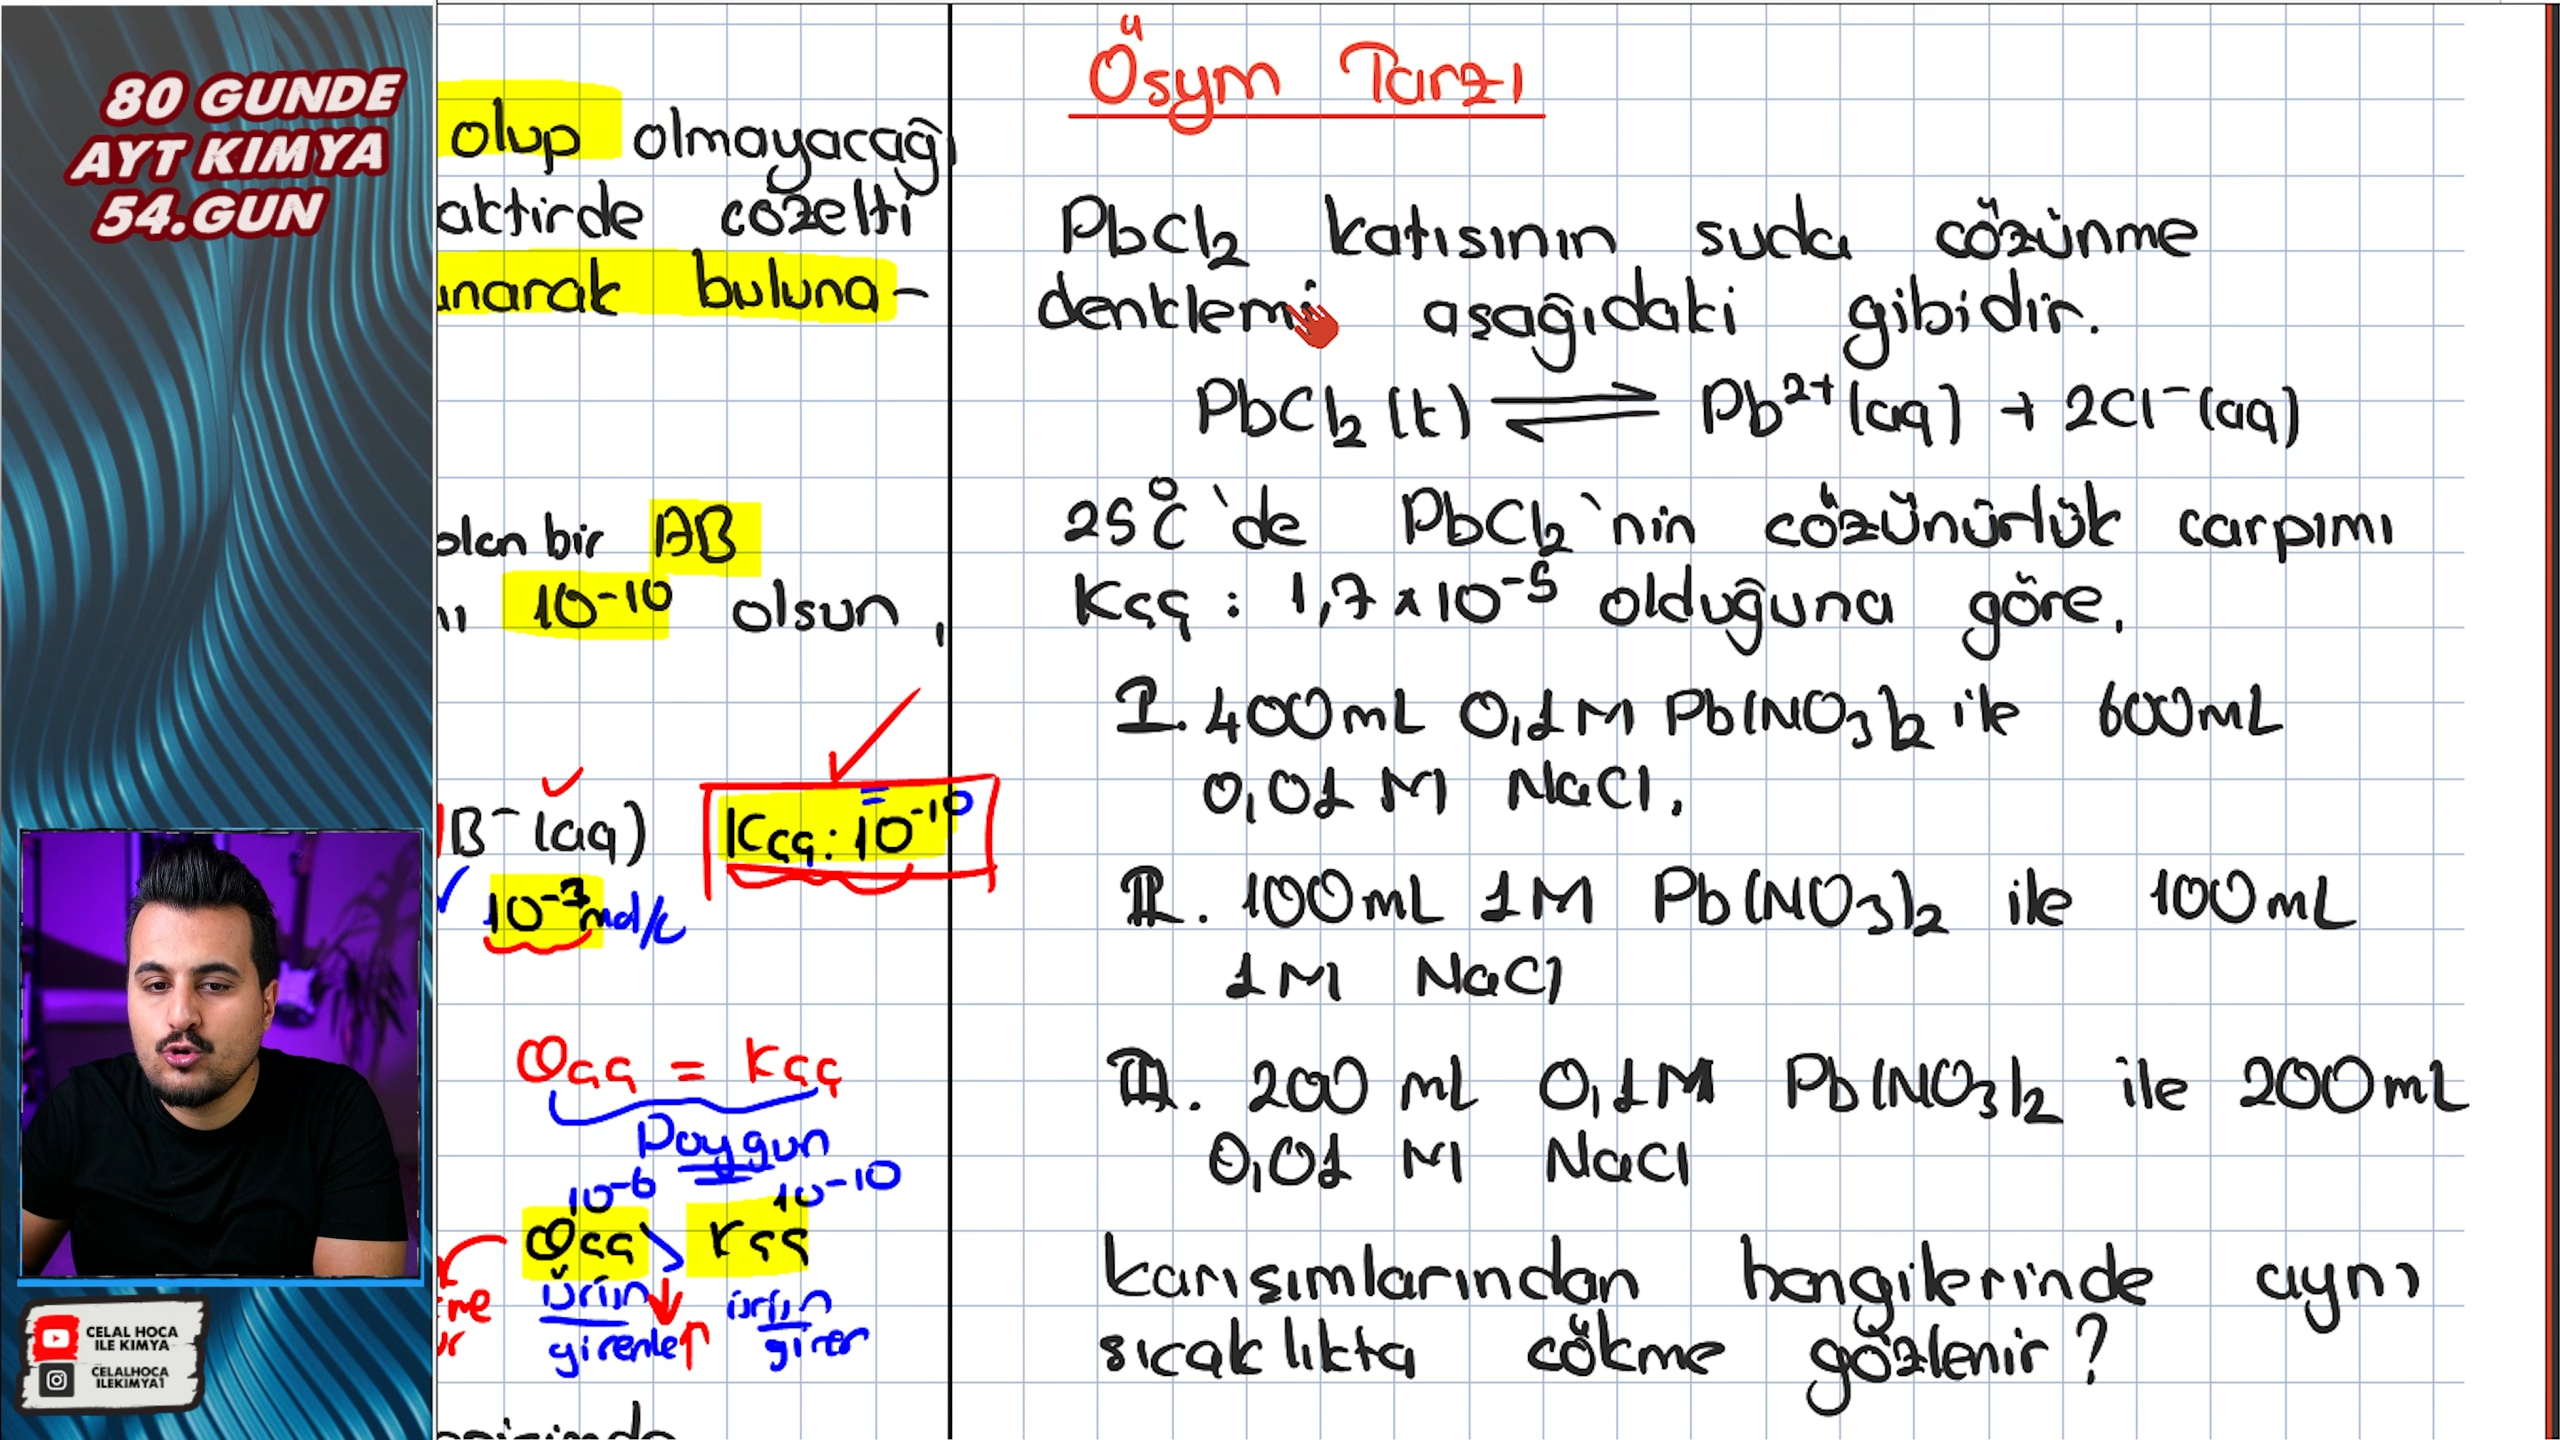 80 GUNDE
AYT KIMYA
54.GUN
olup olmayacağı
aktirde çözelti
unarak buluna-
olan bir AB
10-10 olsun,
B-(aq) Kçç: 10-10
10-3 mol/L
Qçç = Kçç
Doygun
10-6 10-10
Qçç > Kçç
ürün ürün
girenler girer
Ösym Tarzı
PbCl2 katısının suda çözünme
denklemi aşağıdaki gibidir.
PbCl2(k) ⇌ Pb2+(aq) + 2Cl-(aq)
25°C'de PbCl2'nin çözünürlük çarpımı
Kçç: 1,7x10-5 olduğuna göre,
I. 400mL 0,1M Pb(NO3)2 ile 600mL
0,01 M NaCl.
II. 100mL 1M Pb(NO3)2 ile 100mL
1M NaCl
III. 200 mL 0,1M Pb(NO3)2 ile 200mL
0,01 M NaCl
karışımlarından hangilerinde aynı
sıcaklıkta çökme gözlenir?
CELAL HOCA
ILE KIMYA
CELALHOCA
ILEKIMYA1